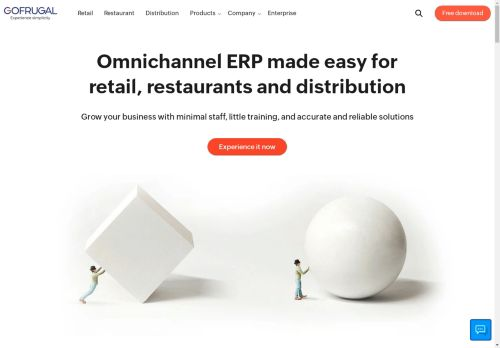 GOFRUGAL
Experience simplicity
Retail Restaurant Distribution Products Company Enterprise Free download
Omnichannel ERP made easy for
retail, restaurants and distribution
Grow your business with minimal staff, little training, and accurate and reliable solutions
Experience it now